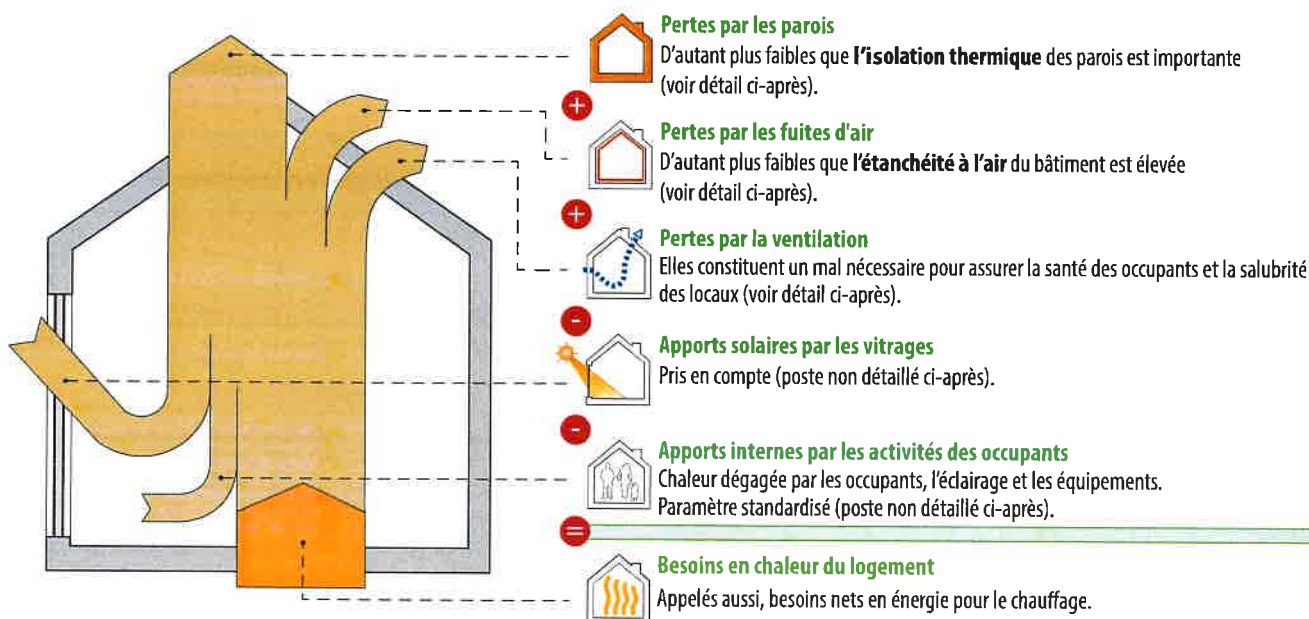 Pertes par les parois
D'autant plus faibles que l'isolation thermique des parois est importante
(voir détail ci-après).
+
Pertes par les fuites d'air
D'autant plus faibles que l'étanchéité à l'air du bâtiment est élevée
(voir détail ci-après).
+
Pertes par la ventilation
Elles constituent un mal nécessaire pour assurer la santé des occupants et la salubrité
des locaux (voir détail ci-après).
-
Apports solaires par les vitrages
Pris en compte (poste non détaillé ci-après).
-
Apports internes par les activités des occupants
Chaleur dégagée par les occupants, l'éclairage et les équipements.
Paramètre standardisé (poste non détaillé ci-après).
=
Besoins en chaleur du logement
Appelés aussi, besoins nets en énergie pour le chauffage.